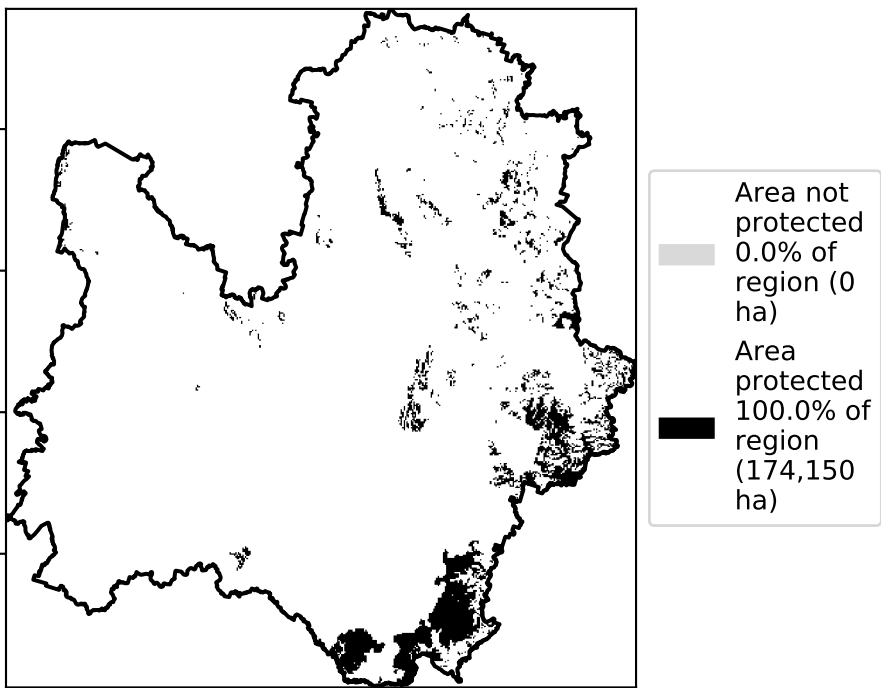 Area not
protected
0.0% of
region (0
ha)
Area
protected
100.0% of
region
(174,150
ha)